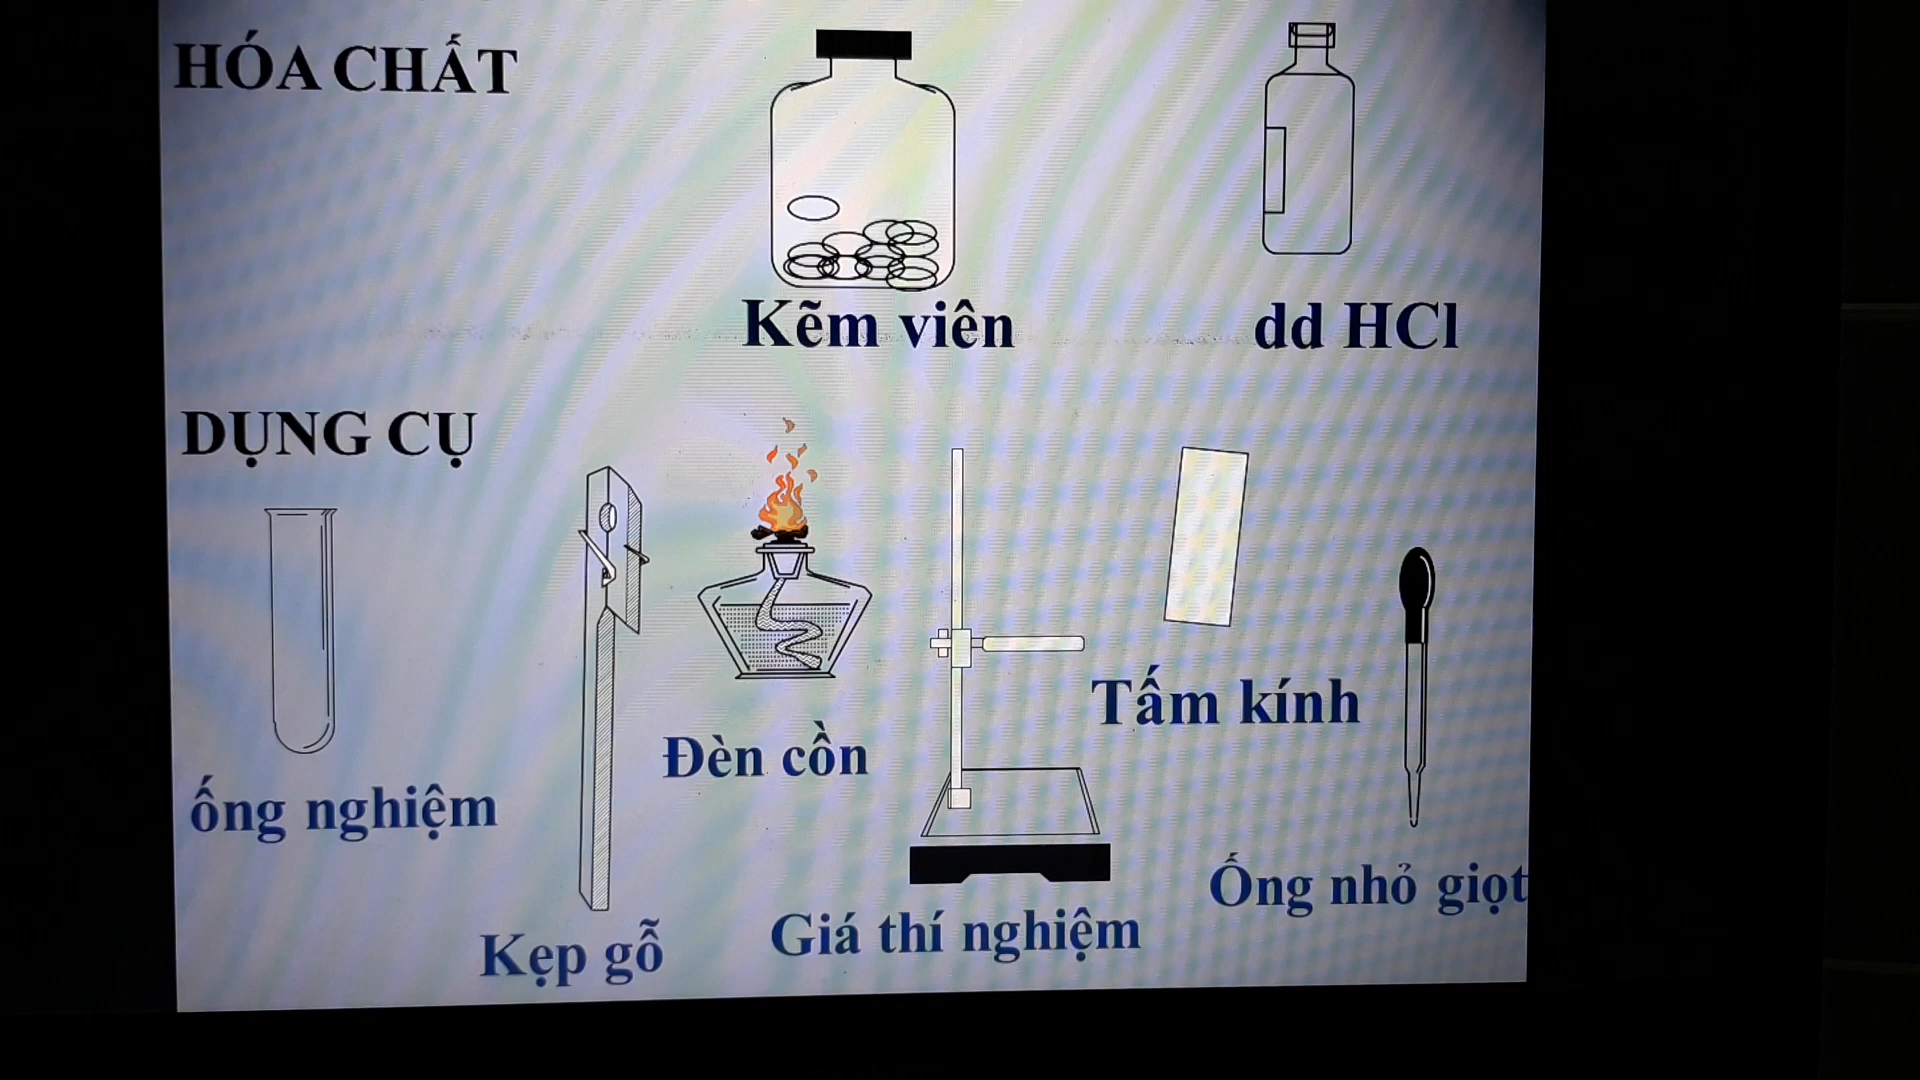 HÓA CHẤT
Kẽm viên
dd HCl
DỤNG CỤ
ống nghiệm
Kẹp gỗ
Đèn cồn
Giá thí nghiệm
Tấm kính
Ống nhỏ giọt